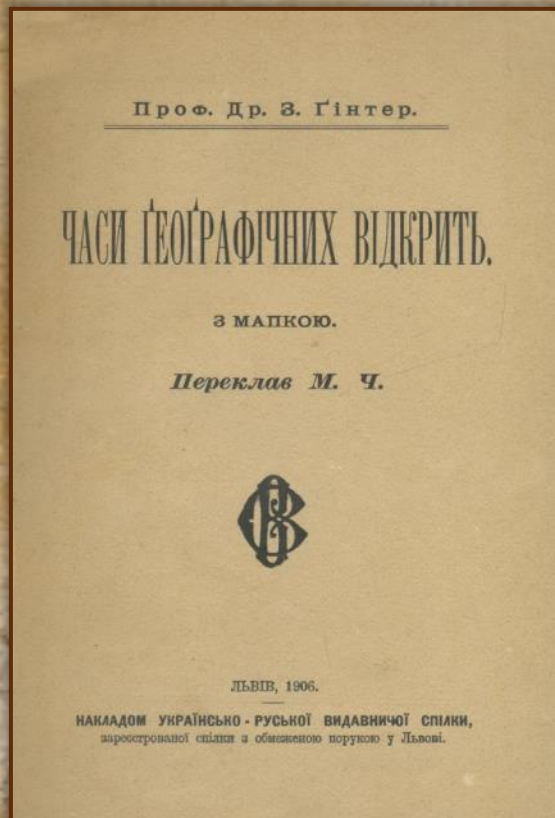 Проф. Др. З. Ґінтер.
ЧАСИ ҐЕОҐРАФІЧНИХ ВІДКРИТЬ.
З МАПКОЮ.
Переклав М. Ч.
ЛЬВІВ, 1906.
НАКЛАДОМ УКРАЇНСЬКО-РУСЬКОЇ ВИДАВНИЧОЇ СПІЛКИ,
зареєстрованої спілки з обмеженою порукою у Львові.